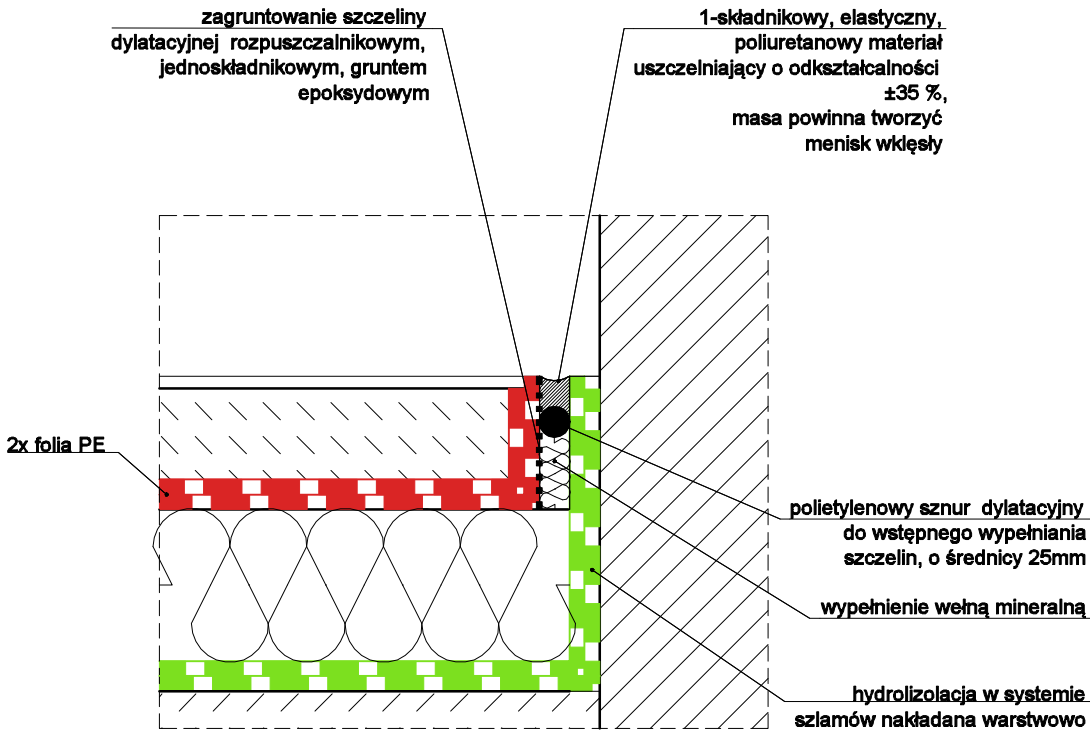 zagruntowanie szczeliny
dylatacyjnej rozpuszczalnikowym,
jednoskładnikowym, gruntem
epoksydowym
1-składnikowy, elastyczny,
poliuretanowy materiał
uszczelniający o odkształcalności
±35 %,
masa powinna tworzyć
menisk wklęsły
2x folia PE
polietylenowy sznur dylatacyjny
do wstępnego wypełniania
szczelin, o średnicy 25mm
wypełnienie wełną mineralną
hydrolizolacja w systemie
szlamów nakładana warstwowo